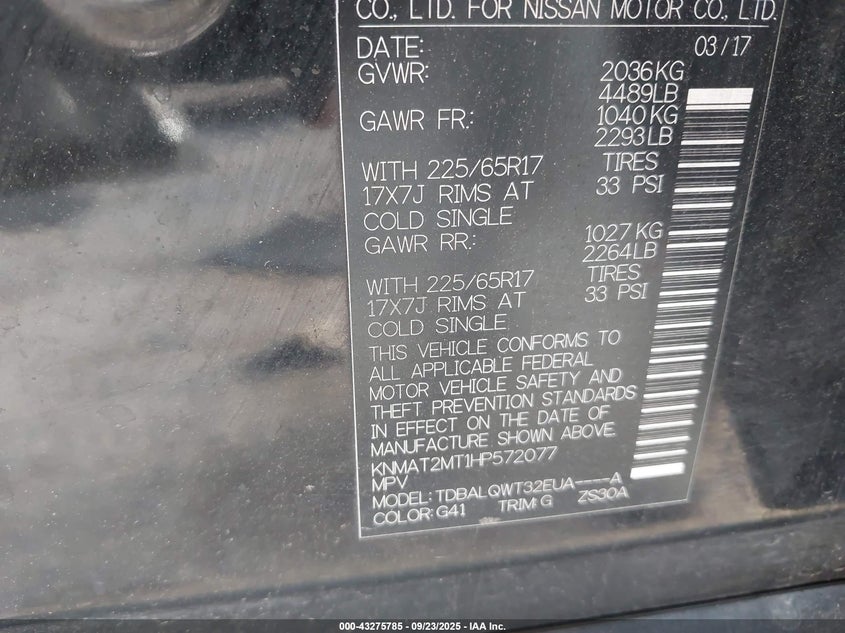 CO., LTD. FOR NISSAN MOTOR CO., LTD.
DATE: 03/17
GVWR: 2036KG
4489LB
GAWR FR.: 1040KG
2293LB
WITH 225/65R17 TIRES
17X7J RIMS AT 33 PSI
COLD SINGLE
GAWR RR.: 1027KG
2264LB
WITH 225/65R17 TIRES
17X7J RIMS AT 33 PSI
COLD SINGLE
THIS VEHICLE CONFORMS TO
ALL APPLICABLE FEDERAL
MOTOR VEHICLE SAFETY AND
THEFT PREVENTION STANDARDS
IN EFFECT ON THE DATE OF
MANUFACTURE SHOWN ABOVE.
KNMAT2MT1HP572077
MPV
MODEL: TDBALQWT32EUA----A
COLOR: G41 TRIM: G ZS30A
000-43275785 - 09/23/2025 - IAA Inc.